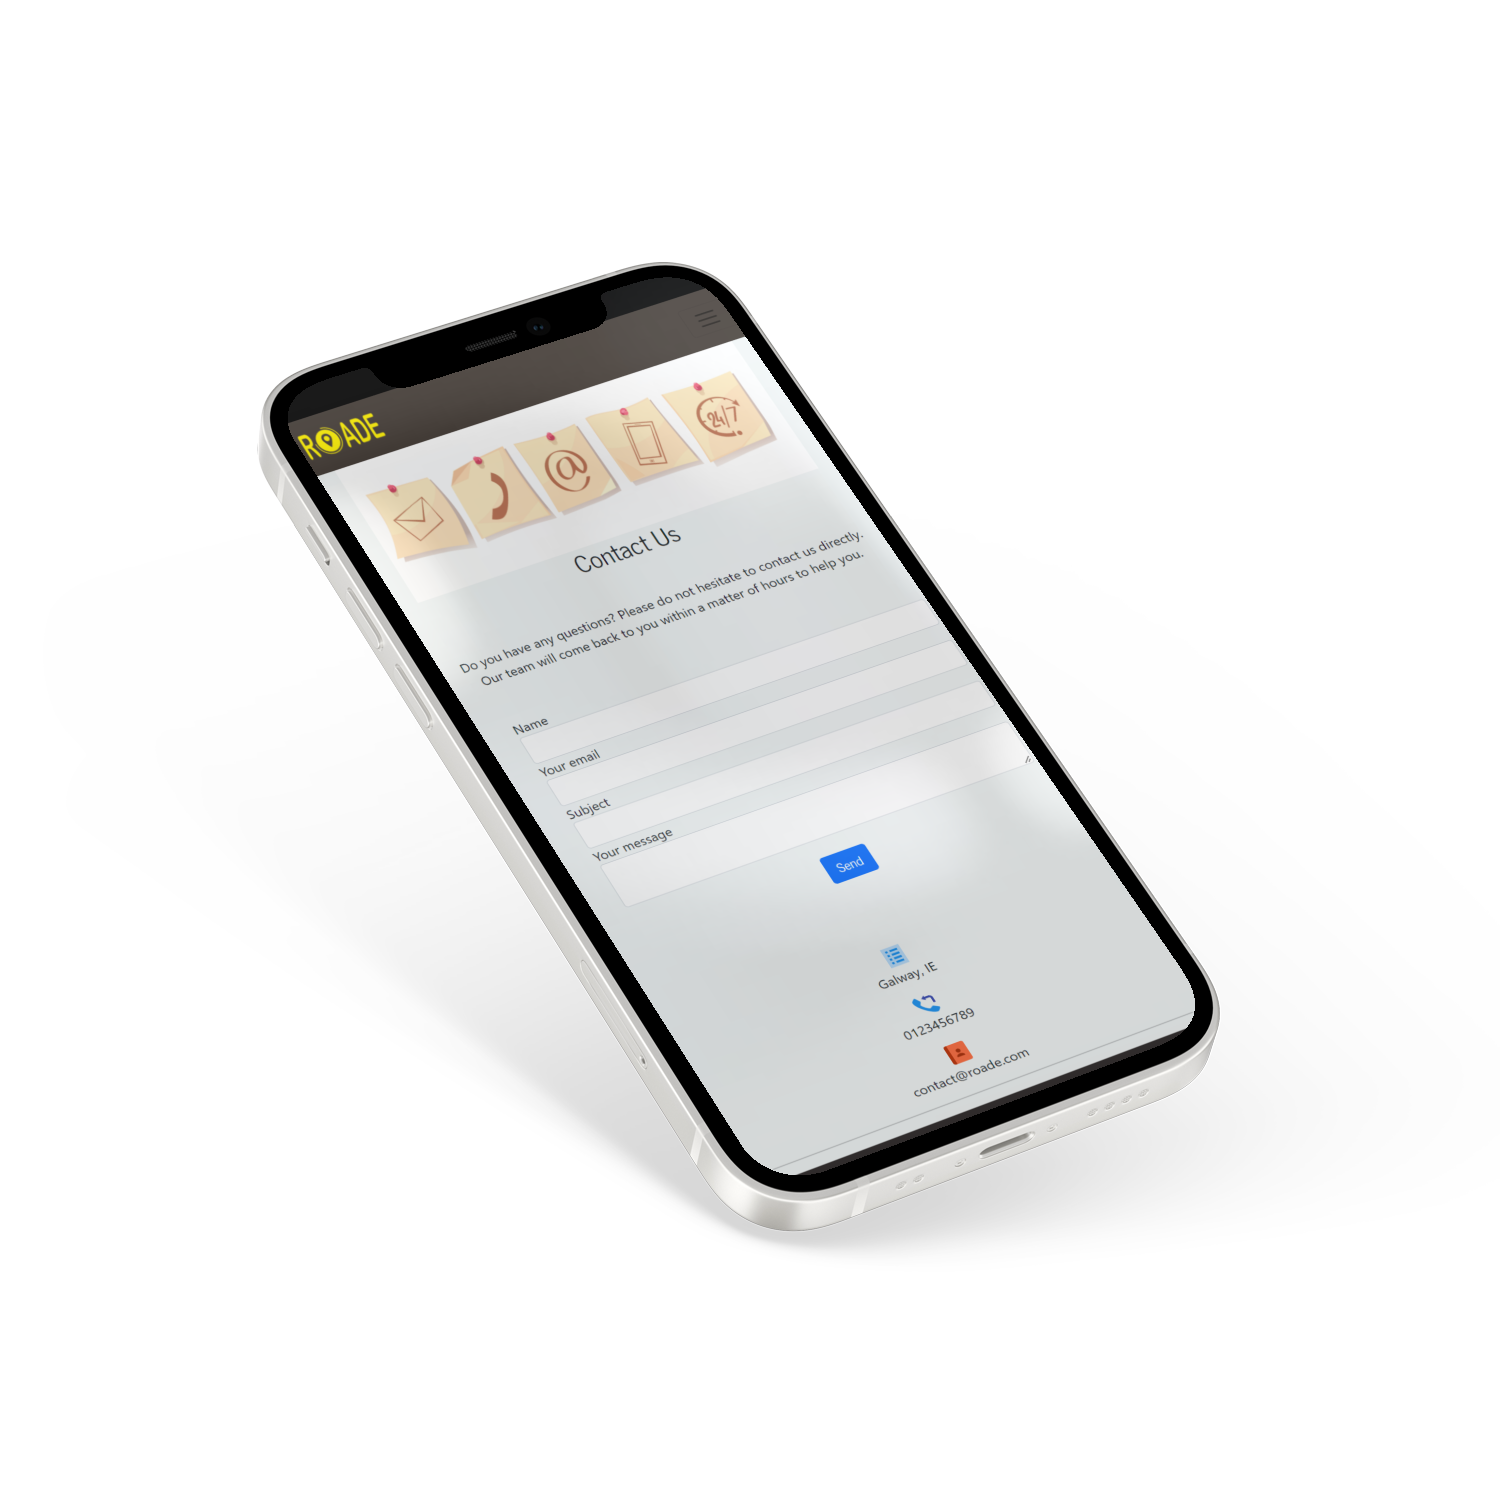 ROADE
@
24/7
Contact Us
Do you have any questions? Please do not hesitate to contact us directly.
Our team will come back to you within a matter of hours to help you.
Name
Your email
Subject
Your message
Send
Galway, IE
0123456789
contact@roade.com